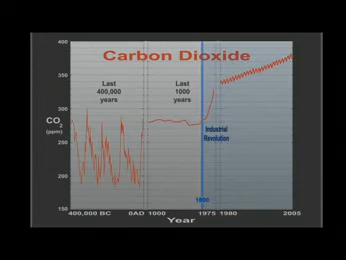 Carbon Dioxide
400
350
300
250
200
150
CO2
(ppm)
Last
400,000
years
Last
1000
years
Industrial
Revolution
1800
400,000 BC
0AD
1000
1975
1980
2005
Year